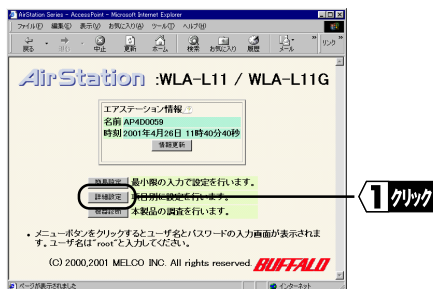 AirStation Series - AccessPoint - Microsoft Internet Explorer
ファイル(F) 編集(E) 表示(V) お気に入り(A) ツール(T) ヘルプ(H)
戻る 進む 中止 更新 ホーム 検索 お気に入り 履歴 メール リンク
AirStation :WLA-L11 / WLA-L11G
エアステーション情報
名前 AP4D0059
時刻 2001年4月26日 11時40分40秒
情報更新
簡易設定 最小限の入力で設定を行います。
詳細設定 項目別に設定を行います。
機器診断 本製品の調査を行います。
1 クリック
・メニューボタンをクリックするとユーザ名とパスワードの入力画面が表示されま
す。ユーザ名は"root"と入力してください。
(C) 2000,2001 MELCO INC. All rights reserved. BUFFALO
ページが表示されました インターネット